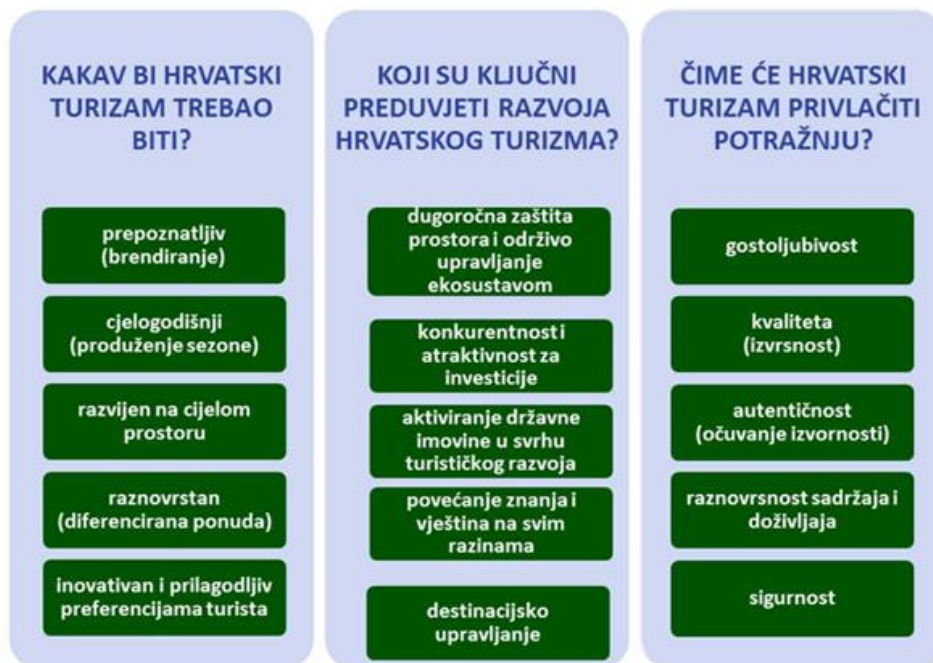 KAKAV BI HRVATSKI
TURIZAM TREBAO
BITI?
prepoznatljiv
(brendiranje)
cjelogodišnji
(produženje sezone)
razvijen na cijelom
prostoru
raznovrstan
(diferencirana ponuda)
inovativan i prilagodljiv
preferencijama turista
KOJI SU KLJUČNI
PREDUVJETI RAZVOJA
HRVATSKOG TURIZMA?
dugoročna zaštita
prostora i održivo
upravljanje
ekosustavom
konkurentnost i
atraktivnost za
investicije
aktiviranje državne
imovine u svrhu
turističkog razvoja
povećanje znanja i
vještina na svim
razinama
destinacijsko
upravljanje
ČIME ĆE HRVATSKI
TURIZAM PRIVLAČITI
POTRAŽNJU?
gostoljubivost
kvaliteta
(izvrsnost)
autentičnost
(očuvanje izvornosti)
raznovrsnost sadržaja i
doživljaja
sigurnost